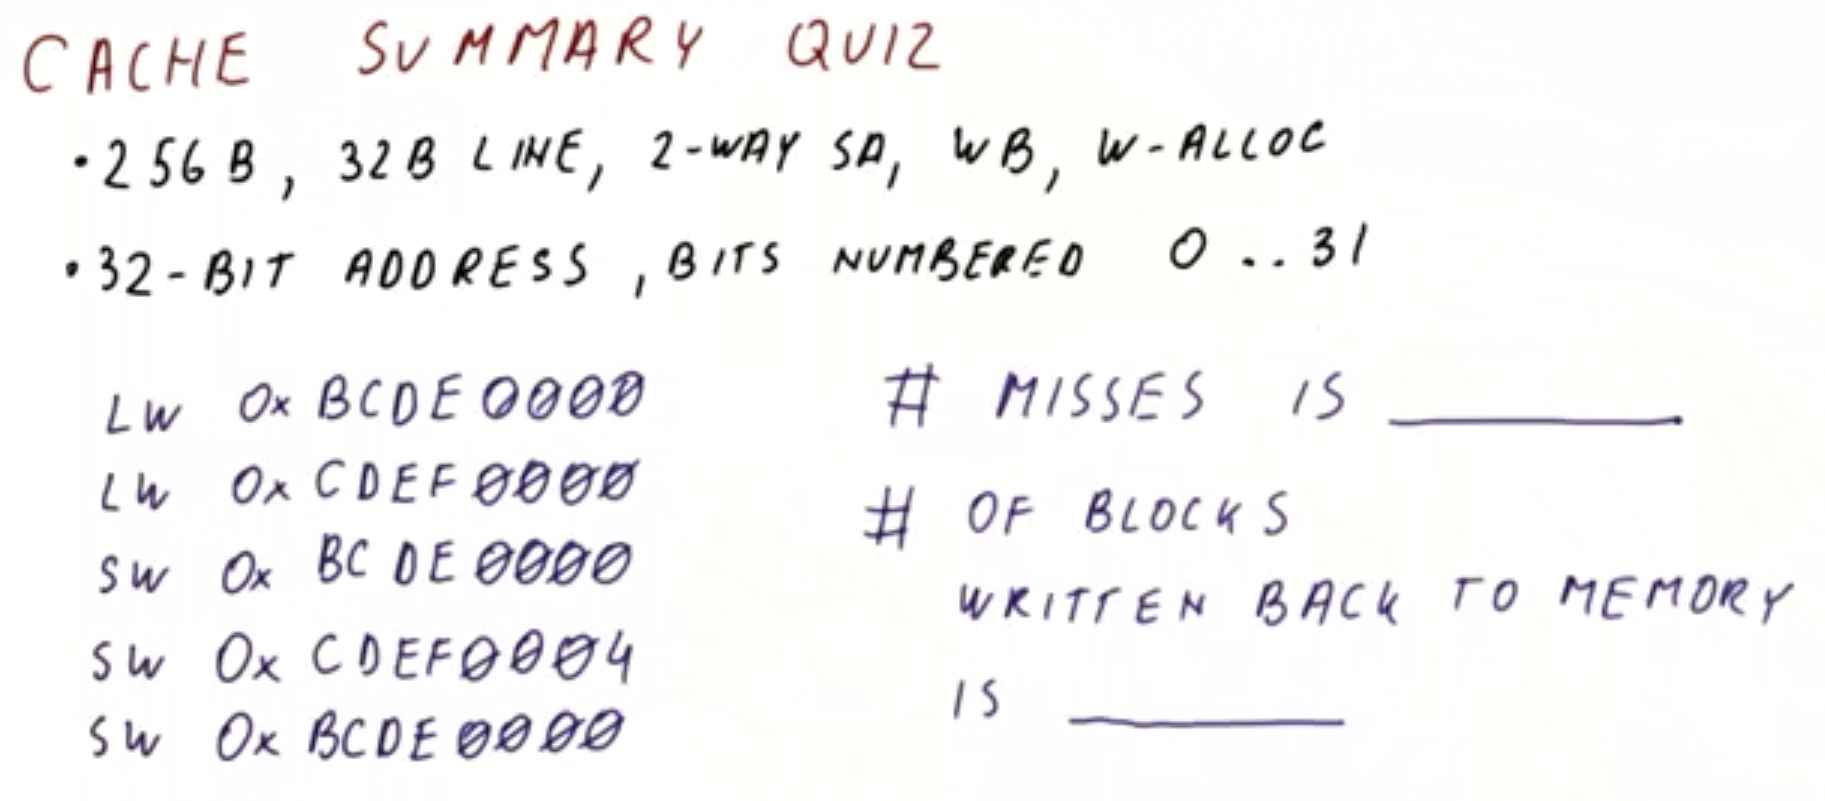 CACHE SUMMARY QUIZ
• 256B, 32B LINE, 2-WAY SA, WB, W-ALLOC
• 32-BIT ADDRESS, BITS NUMBERED 0..31
LW 0xBCDE0000
LW 0xCDEF0000
SW 0xBCDE0000
SW 0xCDEF0004
SW 0xBCDE0000
# MISSES IS ______
# OF BLOCKS
WRITTEN BACK TO MEMORY
IS ______